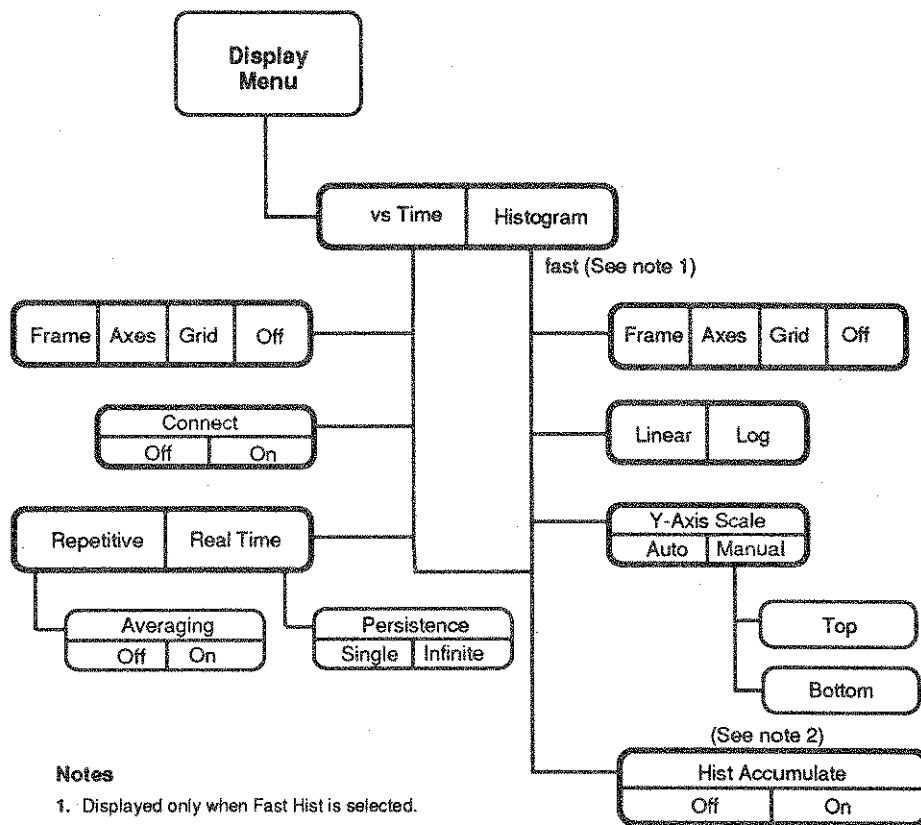 Display
Menu
vs Time Histogram
fast (See note 1)
Frame Axes Grid Off
Frame Axes Grid Off
Connect
Off On
Linear Log
Repetitive Real Time
Y-Axis Scale
Auto Manual
Averaging
Off On
Persistence
Single Infinite
Top
Bottom
(See note 2)
Hist Accumulate
Off On
Notes
1. Displayed only when Fast Hist is selected.